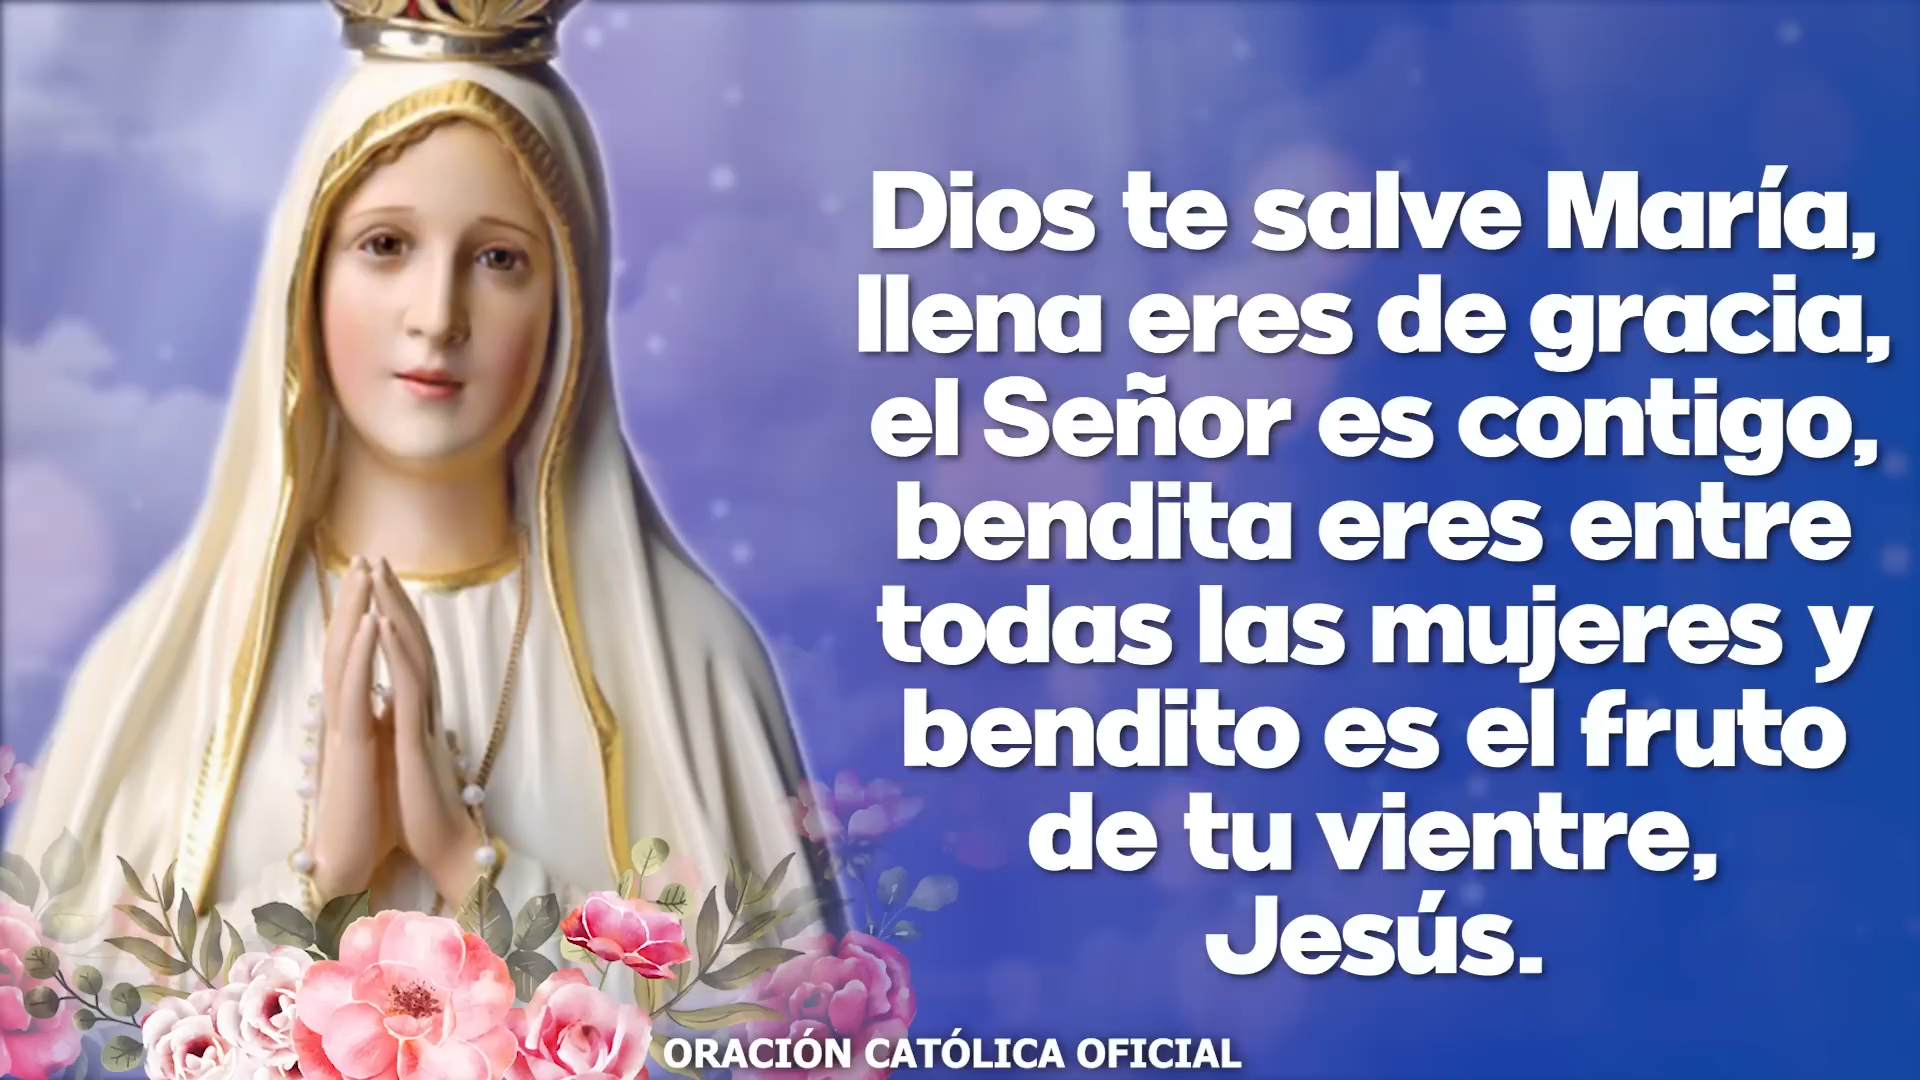 Dios te salve María,
llena eres de gracia,
el Señor es contigo,
bendita eres entre
todas las mujeres y
bendito es el fruto
de tu vientre,
Jesús.
ORACIÓN CATÓLICA OFICIAL